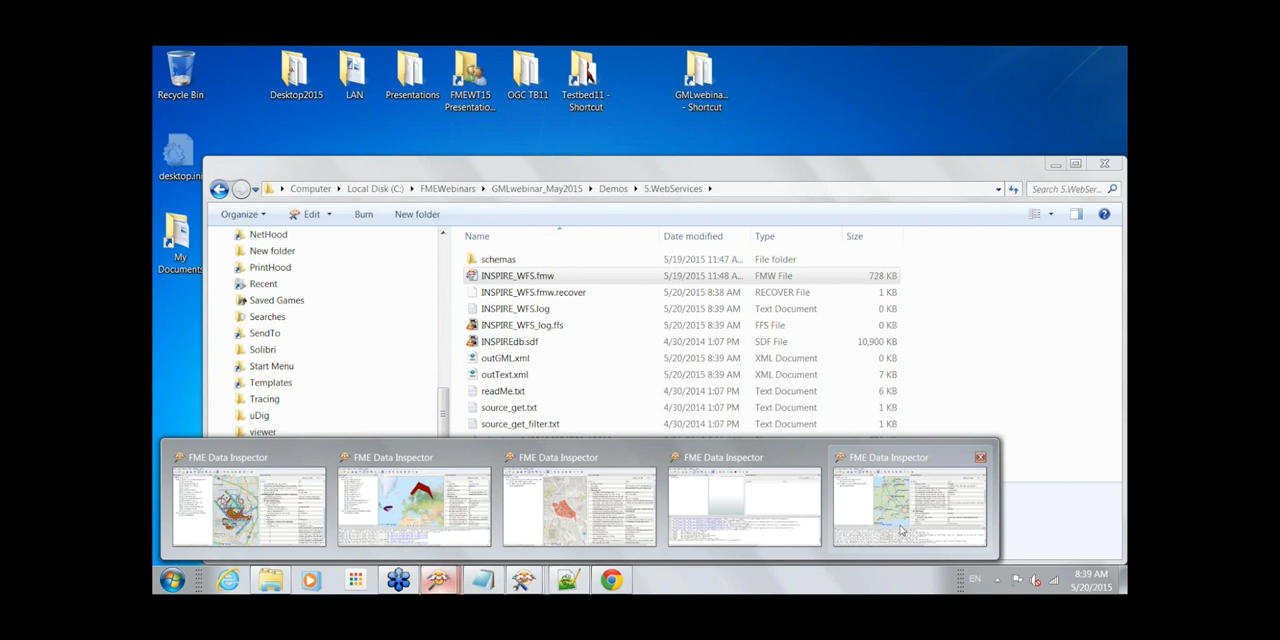 Recycle Bin
Desktop2015
LAN
Presentations
FMEWT15 Presentatio...
OGC TB11
Testbed11 - Shortcut
GMLwebina... - Shortcut
desktop.ini
My Documents
Computer Local Disk (C:) FMEWebinars GMLwebinar_May2015 Demos 5.WebServices Search 5.WebSer...
Organize Edit Burn New folder
NetHood
New folder
PrintHood
Recent
Saved Games
Searches
SendTo
Solibri
Start Menu
Templates
Tracing
uDig
viewer
Name Date modified Type Size
schemas 5/19/2015 11:47 A... File folder
INSPIRE_WFS.fmw 5/19/2015 11:48 A... FMW File 728 KB
INSPIRE_WFS.fmw.recover 5/20/2015 8:38 AM RECOVER File 1 KB
INSPIRE_WFS.log 5/20/2015 8:39 AM Text Document 0 KB
INSPIRE_WFS_log.ffs 5/20/2015 8:39 AM FFS File 0 KB
INSPIREdb.sdf 4/30/2014 1:07 PM SDF File 10,900 KB
outGML.xml 5/20/2015 8:39 AM XML Document 0 KB
outText.xml 5/20/2015 8:39 AM XML Document 7 KB
readMe.txt 4/30/2014 1:07 PM Text Document 6 KB
source_get.txt 4/30/2014 1:07 PM Text Document 1 KB
source_get_filter.txt 4/30/2014 1:07 PM Text Document 1 KB
FME Data Inspector
FME Data Inspector
FME Data Inspector
FME Data Inspector
FME Data Inspector
EN
8:39 AM
5/20/2015